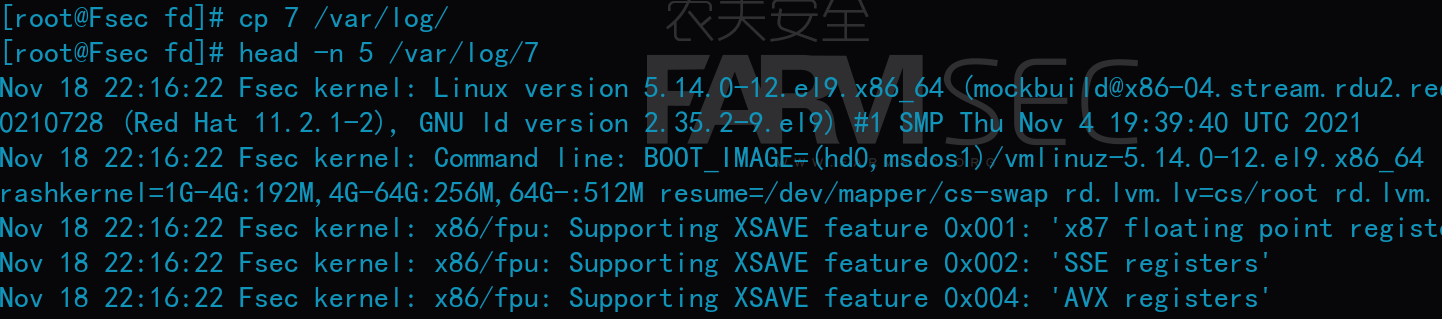 [root@Fsec fd]# cp 7 /var/log/
农夫安全
[root@Fsec fd]# head -n 5 /var/log/7
FARMSEC
Nov 18 22:16:22 Fsec kernel: Linux version 5.14.0-12.el9.x86_64 (mockbuild@x86-04.stream.rdu2.re
0210728 (Red Hat 11.2.1-2), GNU ld version 2.35.2-9.el9) #1 SMP Thu Nov 4 19:39:40 UTC 2021
Nov 18 22:16:22 Fsec kernel: Command line: BOOT_IMAGE=(hd0,msdos1)/vmlinuz-5.14.0-12.el9.x86_64
rashkernel=1G-4G:192M,4G-64G:256M,64G-:512M resume=/dev/mapper/cs-swap rd.lvm.lv=cs/root rd.lvm.
Nov 18 22:16:22 Fsec kernel: x86/fpu: Supporting XSAVE feature 0x001: 'x87 floating point regist
Nov 18 22:16:22 Fsec kernel: x86/fpu: Supporting XSAVE feature 0x002: 'SSE registers'
Nov 18 22:16:22 Fsec kernel: x86/fpu: Supporting XSAVE feature 0x004: 'AVX registers'